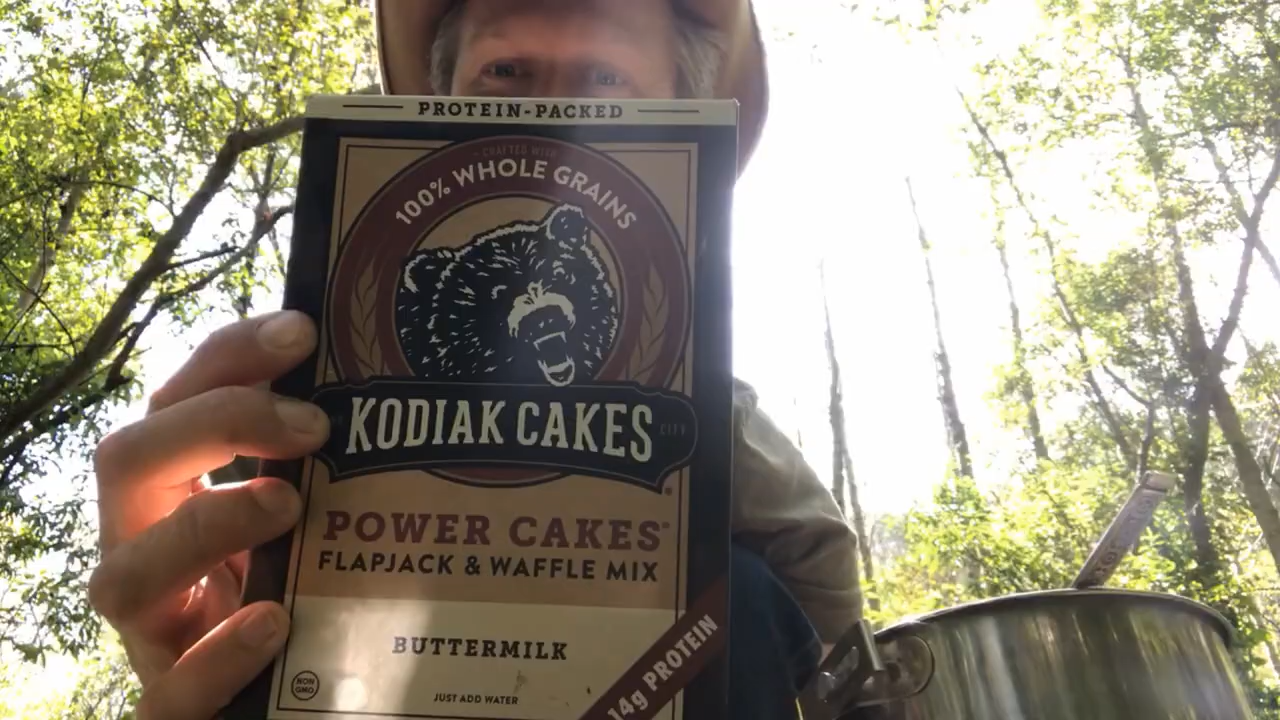 PROTEIN-PACKED
CRAFTED WITH
100% WHOLE GRAINS
KODIAK CAKES
CITY
POWER CAKES®
FLAPJACK & WAFFLE MIX
BUTTERMILK
14g PROTEIN
NON
GMO
JUST ADD WATER